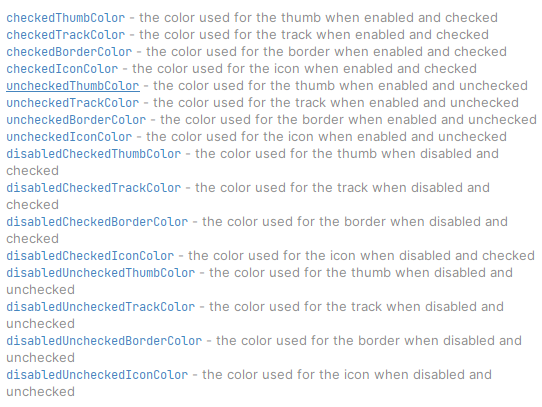 checkedThumbColor - the color used for the thumb when enabled and checked
checkedTrackColor - the color used for the track when enabled and checked
checkedBorderColor - the color used for the border when enabled and checked
checkedIconColor - the color used for the icon when enabled and checked
uncheckedThumbColor - the color used for the thumb when enabled and unchecked
uncheckedTrackColor - the color used for the track when enabled and unchecked
uncheckedBorderColor - the color used for the border when enabled and unchecked
uncheckedIconColor - the color used for the icon when enabled and unchecked
disabledCheckedThumbColor - the color used for the thumb when disabled and
checked
disabledCheckedTrackColor - the color used for the track when disabled and
checked
disabledCheckedBorderColor - the color used for the border when disabled and
checked
disabledCheckedIconColor - the color used for the icon when disabled and checked
disabledUncheckedThumbColor - the color used for the thumb when disabled and
unchecked
disabledUncheckedTrackColor - the color used for the track when disabled and
unchecked
disabledUncheckedBorderColor - the color used for the border when disabled and
unchecked
disabledUncheckedIconColor - the color used for the icon when disabled and
unchecked